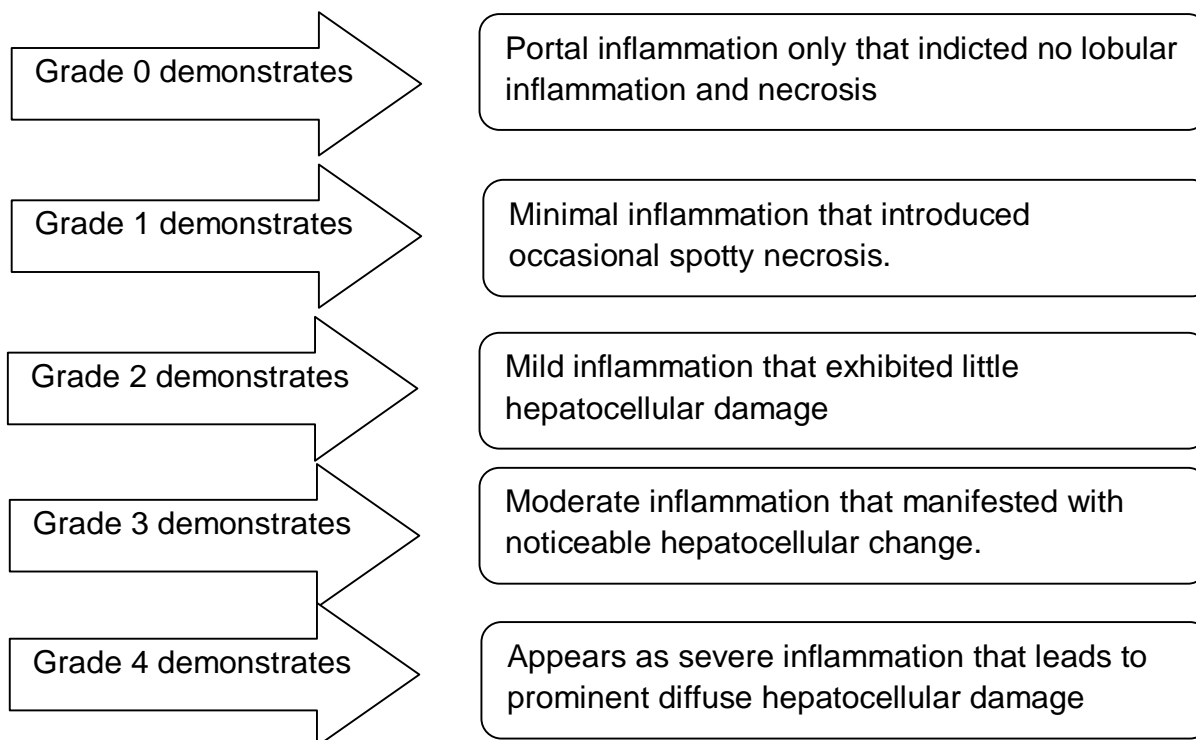 Grade 0 demonstrates
Portal inflammation only that indicted no lobular
inflammation and necrosis
Grade 1 demonstrates
Minimal inflammation that introduced
occasional spotty necrosis.
Grade 2 demonstrates
Mild inflammation that exhibited little
hepatocellular damage
Grade 3 demonstrates
Moderate inflammation that manifested with
noticeable hepatocellular change.
Grade 4 demonstrates
Appears as severe inflammation that leads to
prominent diffuse hepatocellular damage